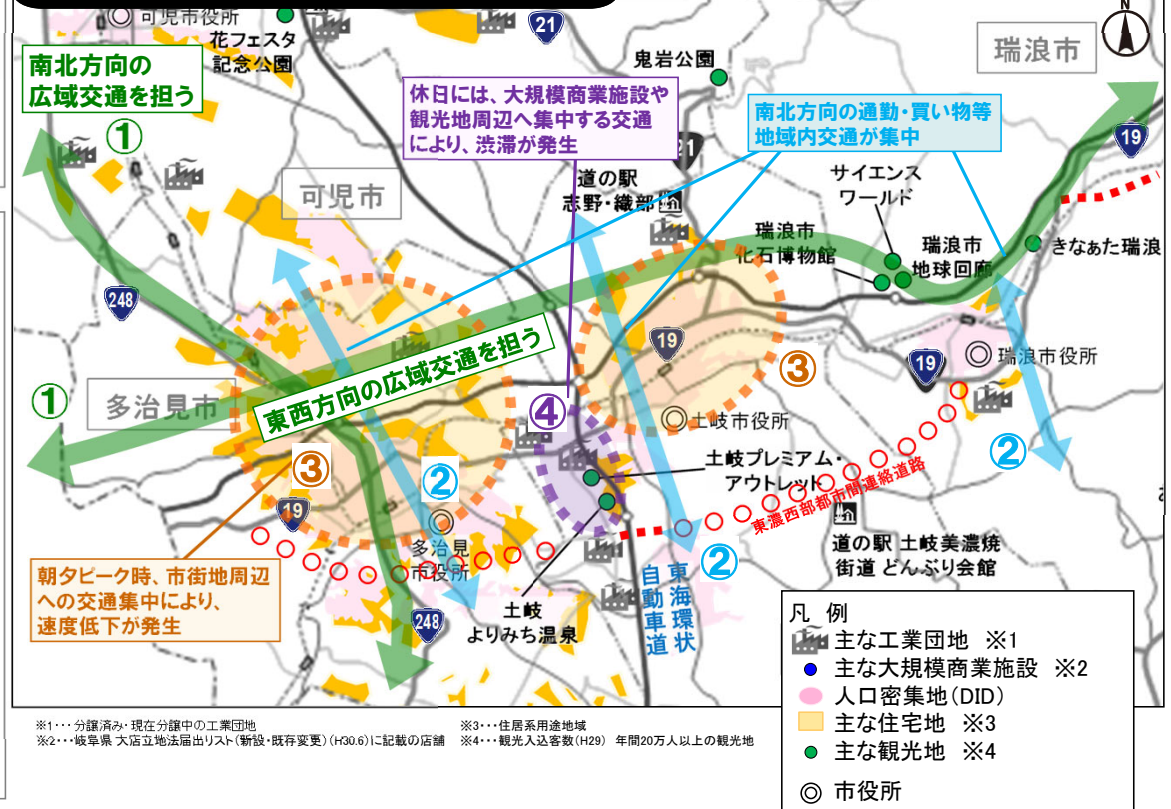 可児市役所
花フェスタ
記念公園
21
N
瑞浪市
南北方向の
広域交通を担う
①
鬼岩公園
休日には、大規模商業施設や
観光地周辺へ集中する交通
により、渋滞が発生
南北方向の通勤・買い物等
地域内交通が集中
21
19
可児市
道の駅
志野・織部
サイエンス
ワールド
瑞浪市
化石博物館
瑞浪市
地球回廊
きなぁた瑞浪
248
19
東西方向の広域交通を担う
19
瑞浪市役所
③
①
多治見市
④
土岐市役所
③
②
②
土岐プレミアム・
アウトレット
東濃西部都市間連絡道路
19
多治見
市役所
道の駅 土岐美濃焼
街道 どんぶり会館
②
朝夕ピーク時、市街地周辺
への交通集中により、
速度低下が発生
248
土岐
よりみち温泉
東海環状
自動車道
凡 例
主な工業団地 ※1
主な大規模商業施設 ※2
人口密集地(DID)
主な住宅地 ※3
主な観光地 ※4
市役所
※1・・・分譲済み・現在分譲中の工業団地
※2・・・岐阜県 大店立地法届出リスト(新設・既存変更)(H30.6)に記載の店舗
※3・・・住居系用途地域
※4・・・観光入込客数(H29) 年間20万人以上の観光地